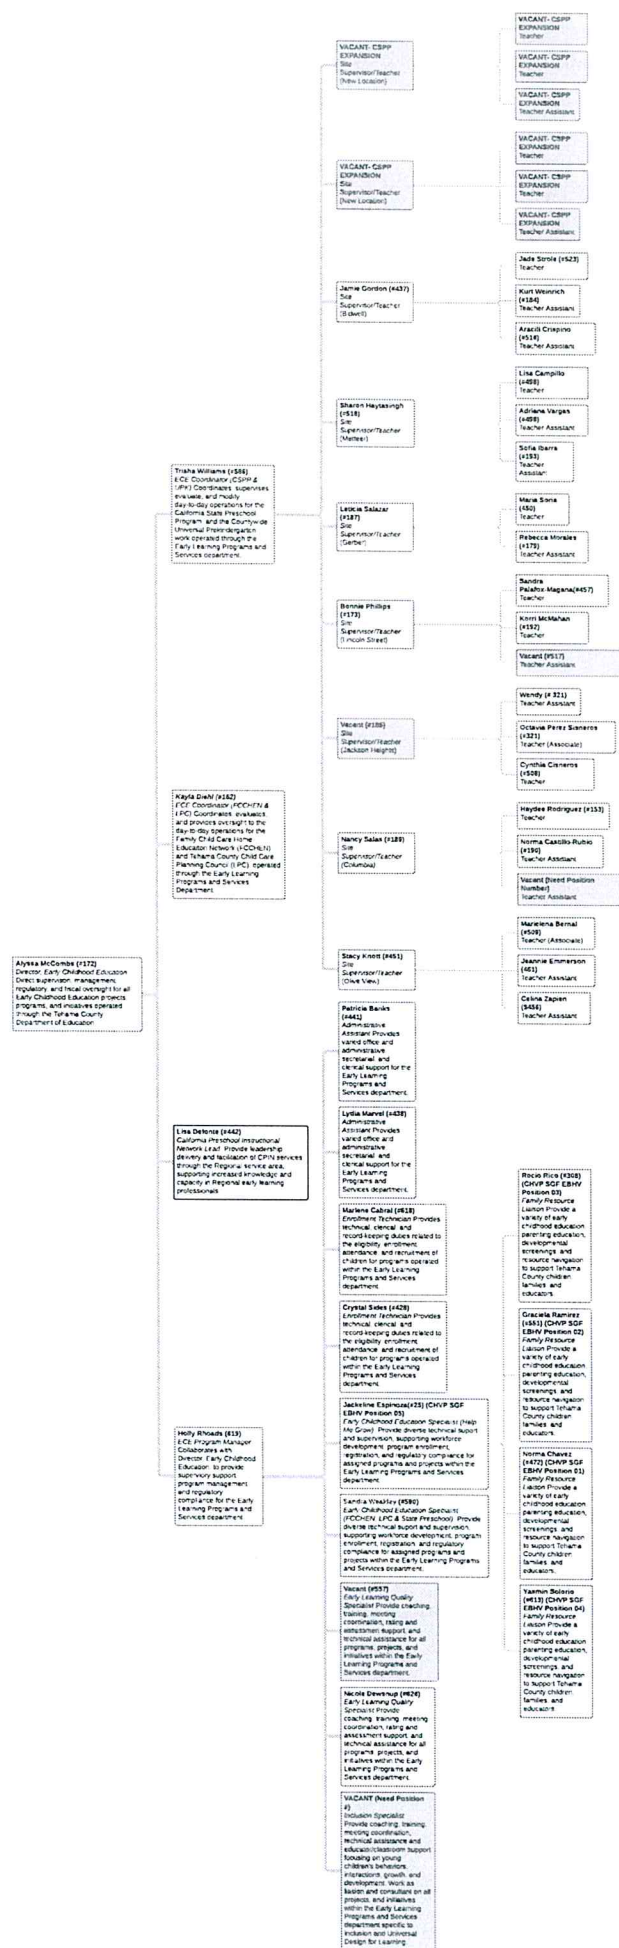 VACANT- CSPP
EXPANSION
Site
Supervisor/Teacher
(New Location)
VACANT- CSPP
EXPANSION
Teacher
VACANT- CSPP
EXPANSION
Teacher
VACANT- CSPP
EXPANSION
Teacher Assistant
VACANT- CSPP
EXPANSION
Site
Supervisor/Teacher
(New Location)
VACANT- CSPP
EXPANSION
Teacher
VACANT- CSPP
EXPANSION
Teacher
VACANT- CSPP
EXPANSION
Teacher Assistant
Jamie Gordon (#437)
Site
Supervisor/Teacher
(Bidwell)
Jade Strole (#523)
Teacher
Kurt Weinrich
(#184)
Teacher Assistant
Aracili Crispino
(#516)
Teacher Assistant
Sharon Haytasingh
(#518)
Site
Supervisor/Teacher
(Metteer)
Lisa Campillo
(#498)
Teacher
Adriana Vargas
(#499)
Teacher Assistant
Sofia Ibarra
(#193)
Teacher
Assistant
Trisha Williams (#586)
ECE Coordinator (CSPP &
UPK) Coordinates, supervises,
evaluate, and modify
day-to-day operations for the
California State Preschool
Program, and the Countywide
Universal Prekindergarten
work operated through the
Early Learning Programs and
Services department.
Leticia Salazar
(#187)
Site
Supervisor/Teacher
(Gerber)
Maria Soria
(450)
Teacher
Rebecca Morales
(#179)
Teacher Assistant
Bonnie Phillips
(#173)
Site
Supervisor/Teacher
(Lincoln Street)
Sandra
Palafox-Magana(#457)
Teacher
Korri McMahan
(#192)
Teacher
Vacant (#517)
Teacher Assistant
Vacant (#186)
Site
Supervisor/Teacher
(Jackson Heights)
Wendy (# 321)
Teacher Assistant
Octavia Perez Sisneros
(#321)
Teacher (Associate)
Cynthia Cisneros
(#508)
Teacher
Kayla Diehl (#162)
ECE Coordinator (FCCHEN &
LPC) Coordinates, evaluates,
and provides oversight to the
day-to-day operations for the
Family Child Care Home
Education Network (FCCHEN)
and Tehama County Child Care
Planning Council (LPC), operated
through the Early Learning
Programs and Services
Department.
Nancy Salas (#189)
Site
Supervisor/Teacher
(Columbia)
Haydee Rodriguez (#153)
Teacher
Norma Castillo-Rubio
(#190)
Teacher Assistant
Vacant [Need Position
Number]
Teacher Assistant
Stacy Knott (#451)
Site
Supervisor/Teacher
(Olive View)
Marielena Bernal
(#509)
Teacher (Associate)
Jeannie Emmerson
(461)
Teacher Assistant
Celina Zapien
($456)
Teacher Assistant
Alyssa McCombs (#172)
Director, Early Childhood Education
Direct supervision, management,
regulatory, and fiscal oversight for all
Early Childhood Education projects,
programs, and initiatives operated
through the Tehama County
Department of Education
Patricia Banks
(#441)
Administrative
Assistant Provides
varied office and
administrative
secretarial, and
clerical support for the
Early Learning
Programs and
Services department.
Lisa Defonte (#442)
California Preschool Instructional
Network Lead. Provide leadership
delivery and facilitation of CPIN services
through the Regional service area,
supporting increased knowledge and
capacity in Regional early learning
professionals
Lydia Marvel (#438)
Administrative
Assistant Provides
varied office and
administrative
secretarial, and
clerical support for the
Early Learning
Programs and
Services department.
Marlene Cabral (#618)
Enrollment Technician Provides
technical, clerical, and
record-keeping duties related to
the eligibility, enrollment,
attendance, and recruitment of
children for programs operated
within the Early Learning
Programs and Services
department.
Crystal Sides (#428)
Enrollment Technician Provides
technical, clerical, and
record-keeping duties related to
the eligibility, enrollment,
attendance, and recruitment of
children for programs operated
within the Early Learning
Programs and Services
department.
Holly Rhoads (#19)
ECE Program Manager
Collaborates with
Director, Early Childhood
Education, to provide
supervisory support,
program management,
and regulatory
compliance for the Early
Learning Programs and
Services department.
Jackeline Espinoza(#25) (CHVP SGF
EBHV Position 05)
Early Childhood Education Specialist (Help
Me Grow). Provide diverse technical suport
and supervision, supporting workforce
development, program enrollment,
registration, and regulatory compliance for
assigned programs and projects within the
Early Learning Programs and Services
department.
Sandra Weakley (#590)
Early Childhood Education Specialist
(FCCHEN, LPC & State Preschool). Provide
diverse technical suport and supervision,
supporting workforce development, program
enrollment, registration, and regulatory
compliance for assigned programs and
projects within the Early Learning Programs
and Services department.
Vacant (#557)
Early Learning Quality
Specialist Provide coaching,
training, meeting
coordination, rating and
assessment support, and
technical assistance for all
programs, projects, and
initiatives within the Early
Learning Programs and
Services department.
Nicole Dewsnup (#626)
Early Learning Quality
Specialist Provide
coaching, training, meeting
coordination, rating and
assessment support, and
technical assistance for all
programs, projects, and
initiatives within the Early
Learning Programs and
Services department.
VACANT (Need Position
#)
Inclusion Specialist
Provide coaching, training,
meeting coordination,
technical assistance and
educator/classroom support
focusing on young
children's behaviors,
interactions, growth, and
development. Work as
liaison and consultant on all
projects, and initiatives
within the Early Learning
Programs and Services
department specific to
Inclusion and Universal
Design for Learning
Rocio Rico (#308)
(CHVP SGF EBHV
Position 03)
Family Resource
Liaison Provide a
variety of early
childhood education
parenting education,
developmental
screenings, and
resource navigation
to support Tehama
County children,
families, and
educators.
Graciela Ramirez
(#551) (CHVP SGF
EBHV Position 02)
Family Resource
Liaison Provide a
variety of early
childhood education
parenting education,
developmental
screenings, and
resource navigation
to support Tehama
County children,
families, and
educators.
Norma Chavez
(#472) (CHVP SGF
EBHV Position 01)
Family Resource
Liaison Provide a
variety of early
childhood education
parenting education,
developmental
screenings, and
resource navigation
to support Tehama
County children,
families, and
educators.
Yasmin Solorio
(#613) (CHVP SGF
EBHV Position 04)
Family Resource
Liaison Provide a
variety of early
childhood education
parenting education,
developmental
screenings, and
resource navigation
to support Tehama
County children,
families, and
educators.